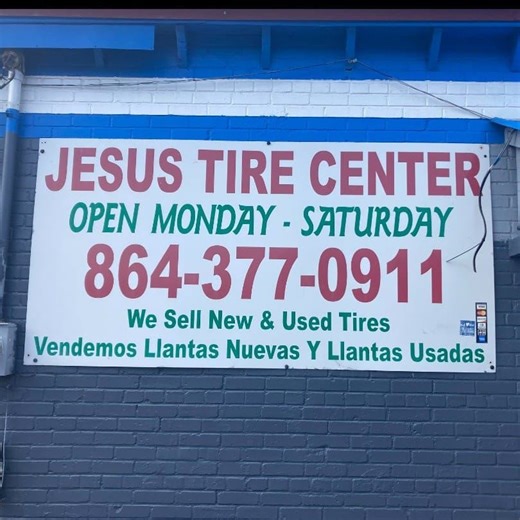 JESUS TIRE CENTER
OPEN MONDAY - SATURDAY
864-377-0911
We Sell New & Used Tires
Vendemos Llantas Nuevas Y Llantas Usadas